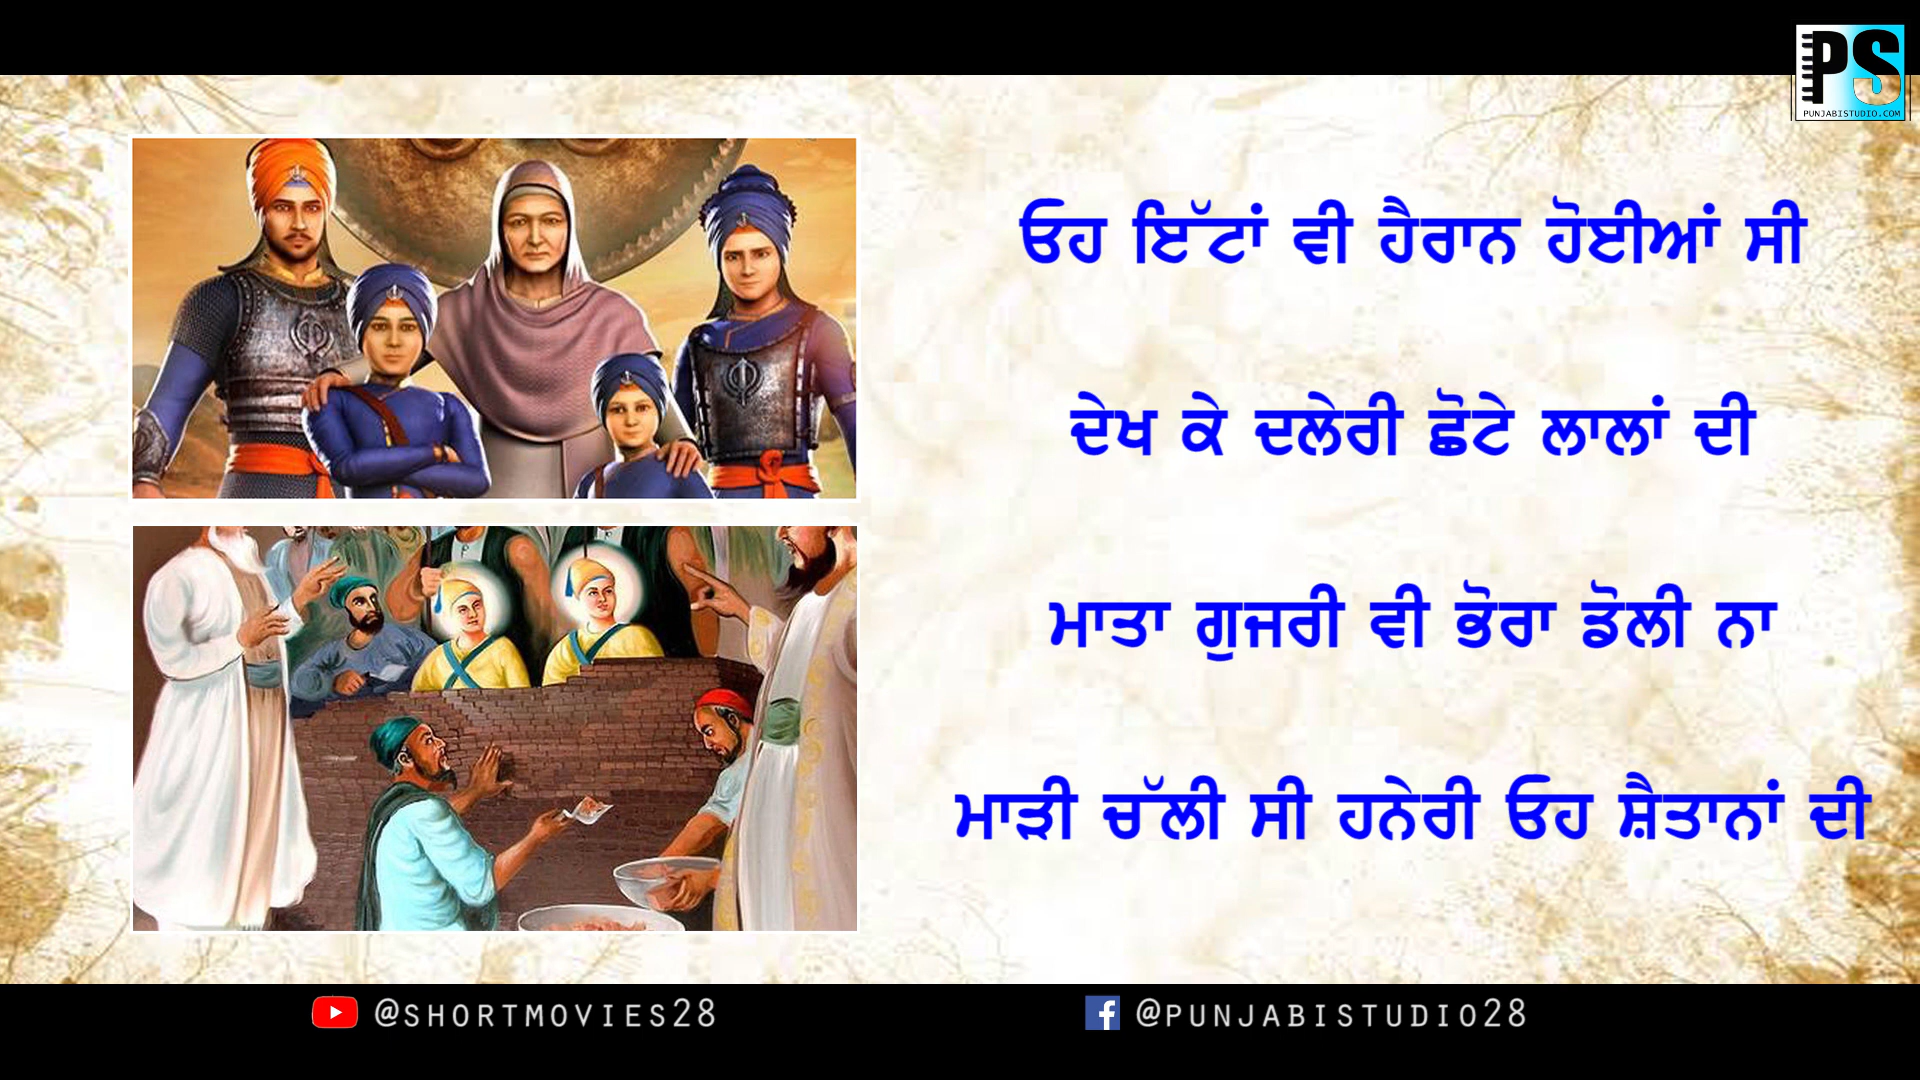 PS
PUNJABISTUDIO.COM
ਓਹ ਇੱਟਾਂ ਵੀ ਹੈਰਾਨ ਹੋਈਆਂ ਸੀ
ਦੇਖ ਕੇ ਦਲੇਰੀ ਛੋਟੇ ਲਾਲਾਂ ਦੀ
ਮਾਤਾ ਗੁਜਰੀ ਵੀ ਭੋਰਾ ਡੋਲੀ ਨਾ
ਮਾੜੀ ਚੱਲੀ ਸੀ ਹਨੇਰੀ ਓਹ ਸ਼ੈਤਾਨਾਂ ਦੀ
@SHORTMOVIES28
@PUNJABISTUDIO28